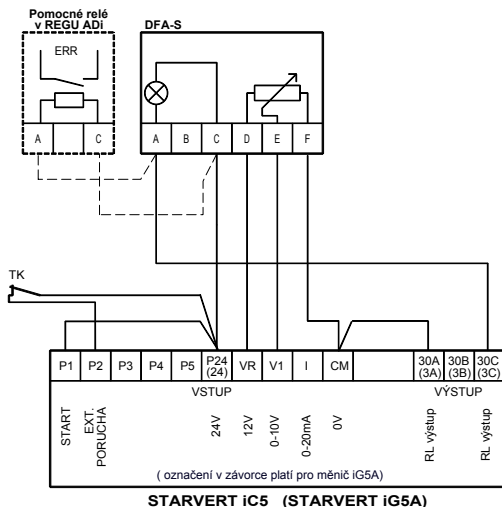 Pomocné relé
v REGU ADi
DFA-S
ERR
A C
A B C D E F
TK
P1 P2 P3 P4 P5 P24 VR V1 I CM 30A 30B 30C
(24) (3A) (3B) (3C)
VSTUP VÝSTUP
START
EXT.
PORUCHA
24V
12V
0-10V
0-20mA
0V
RL výstup
RL výstup
( označení v závorce platí pro měnič iG5A)
STARVERT iC5 (STARVERT iG5A)